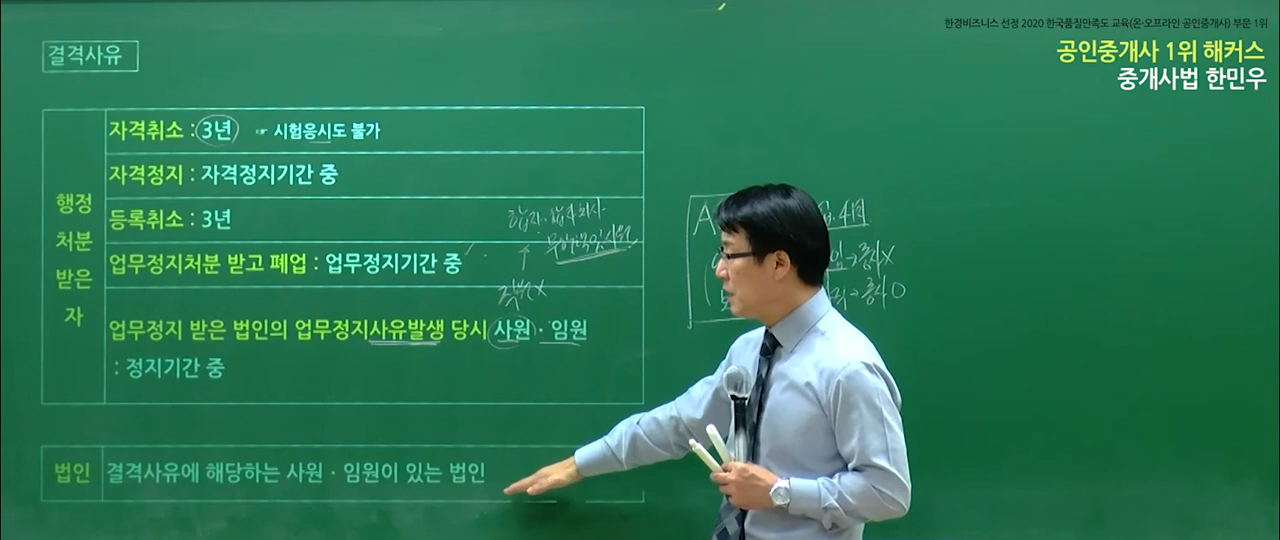 한경비즈니스 선정 2020 한국품질만족도 교육(온·오프라인 공인중개사) 부문 1위
공인중개사 1위 해커스
중개사법 한민우
결격사유
행정
처분
받은
자
자격취소 : 3년 ☞ 시험응시도 불가
자격정지 : 자격정지기간 중
등록취소 : 3년
업무정지처분 받고 폐업 : 업무정지기간 중
업무정지 받은 법인의 업무정지사유발생 당시 사원 · 임원
: 정지기간 중
법인 결격사유에 해당하는 사원 · 임원이 있는 법인
합명·합자회사
A